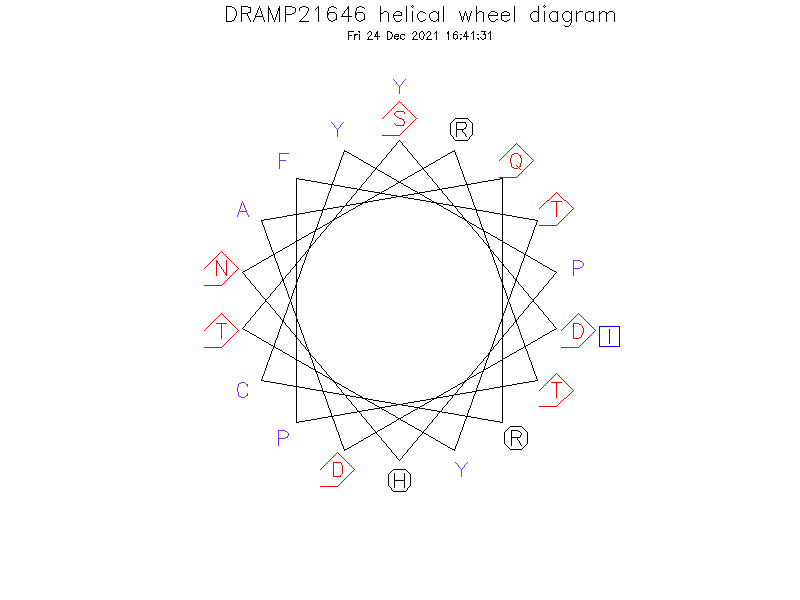 DRAMP21646 helical wheel diagram
Fri 24 Dec 2021 16:41:31
Y
S
Y
R
F
Q
A
T
N
P
T
D I
C
T
P
R
D
Y
H